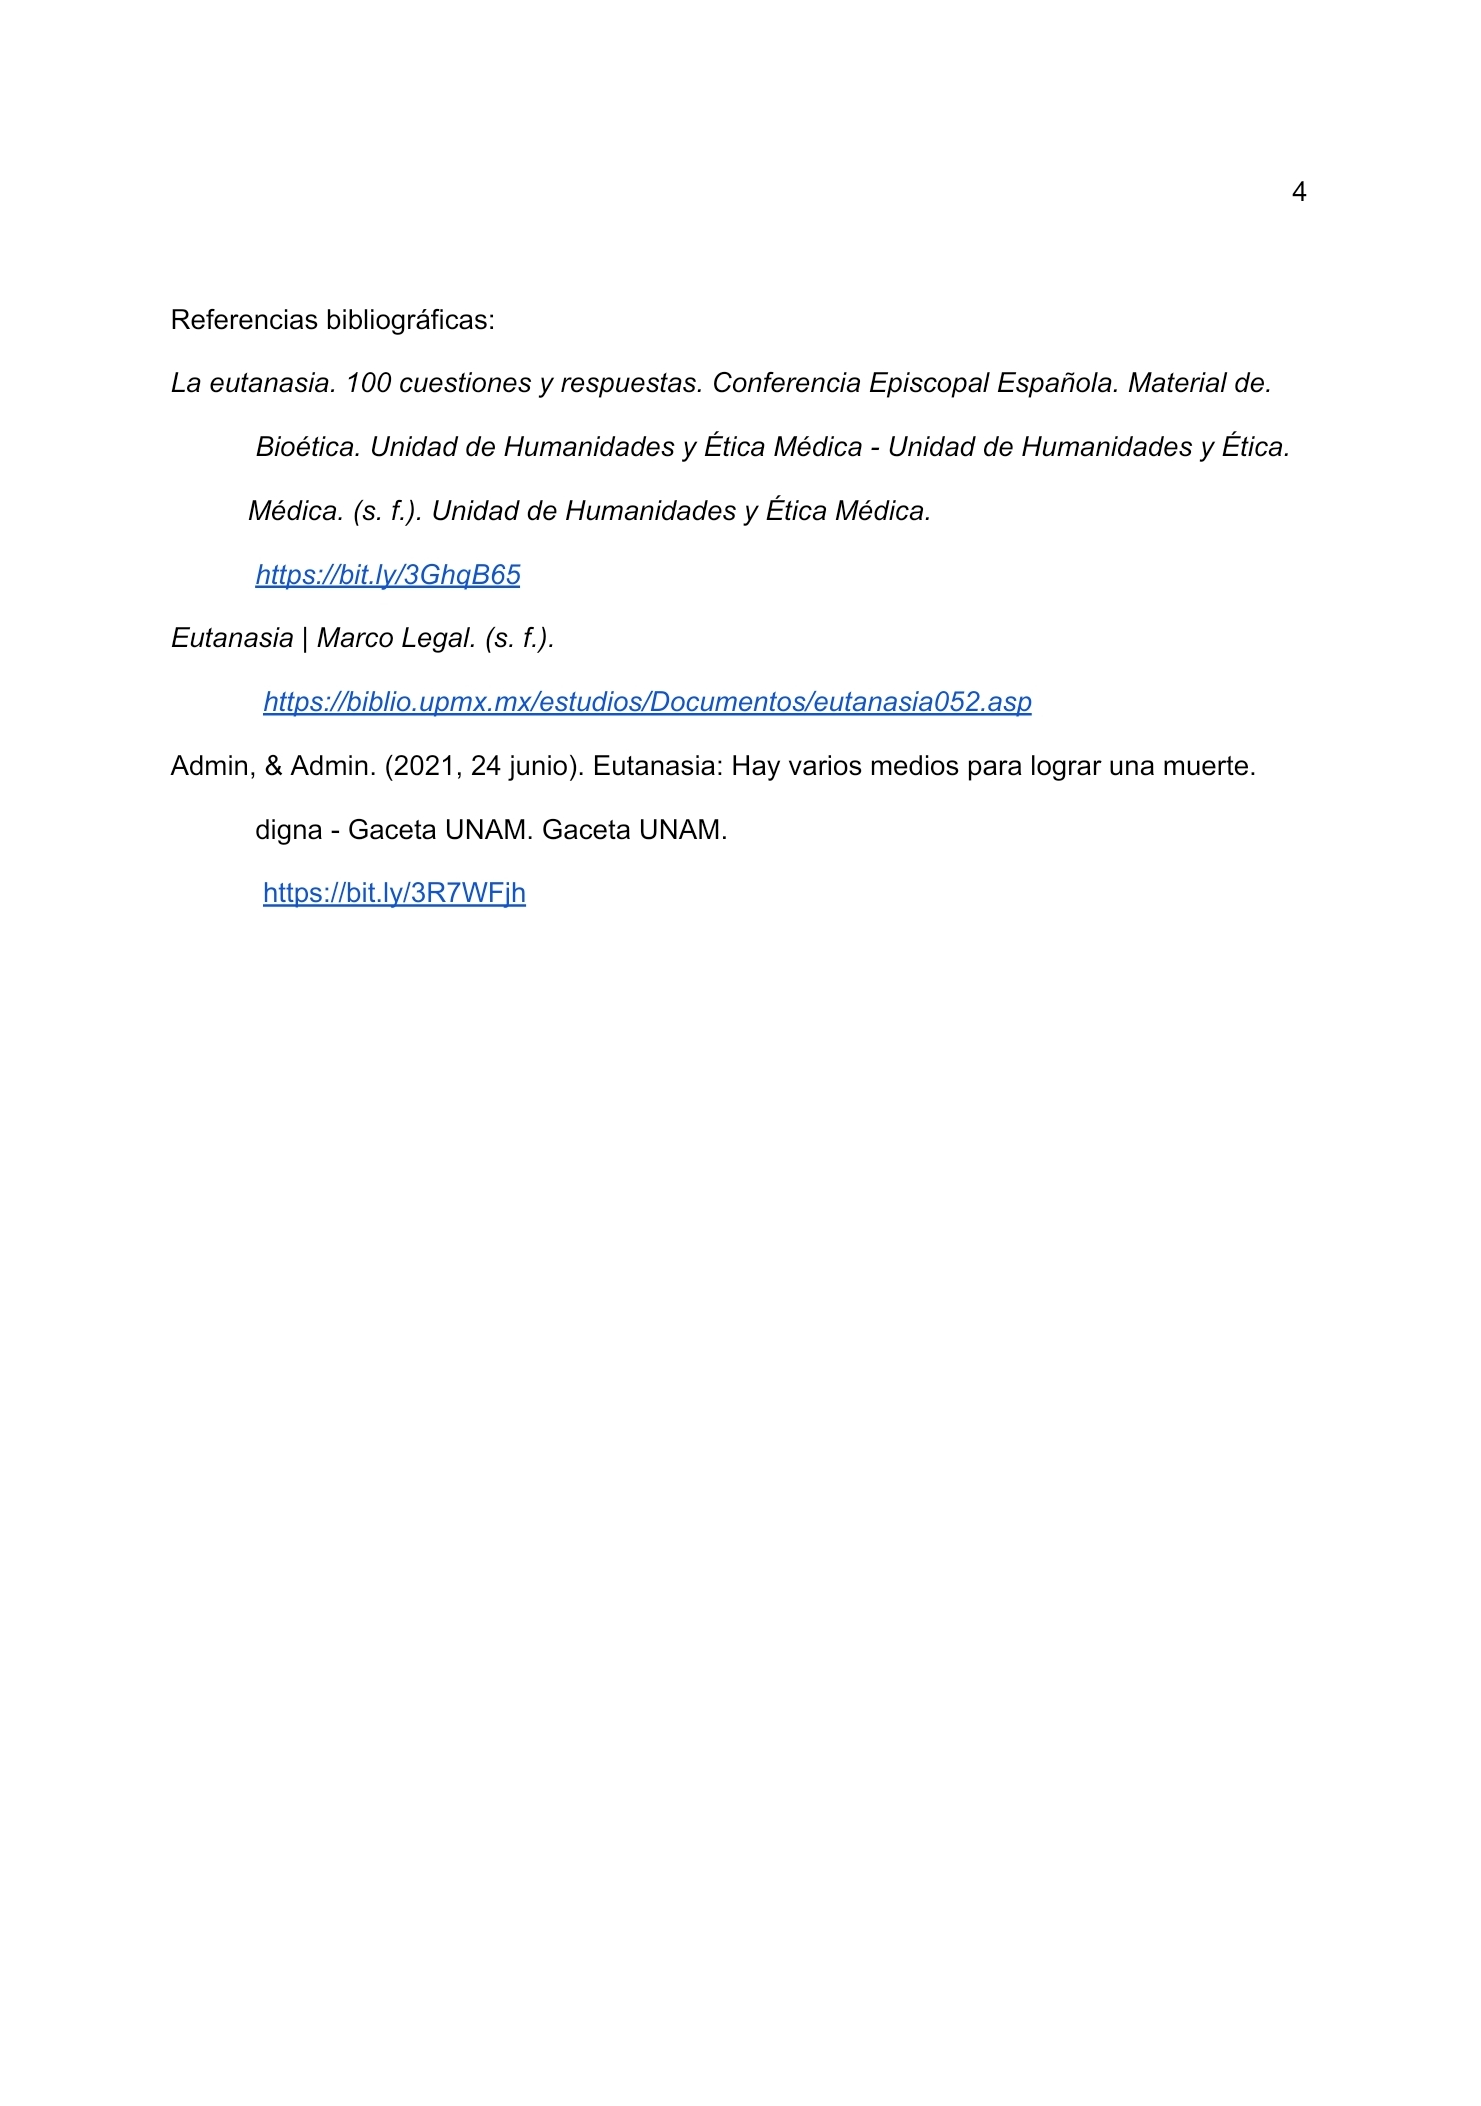 4
Referencias bibliográficas:
La eutanasia. 100 cuestiones y respuestas. Conferencia Episcopal Española. Material de.
Bioética. Unidad de Humanidades y Ética Médica - Unidad de Humanidades y Ética.
Médica. (s. f.). Unidad de Humanidades y Ética Médica.
https://bit.ly/3GhqB65
Eutanasia | Marco Legal. (s. f.).
https://biblio.upmx.mx/estudios/Documentos/eutanasia052.asp
Admin, & Admin. (2021, 24 junio). Eutanasia: Hay varios medios para lograr una muerte.
digna - Gaceta UNAM. Gaceta UNAM.
https://bit.ly/3R7WFjh